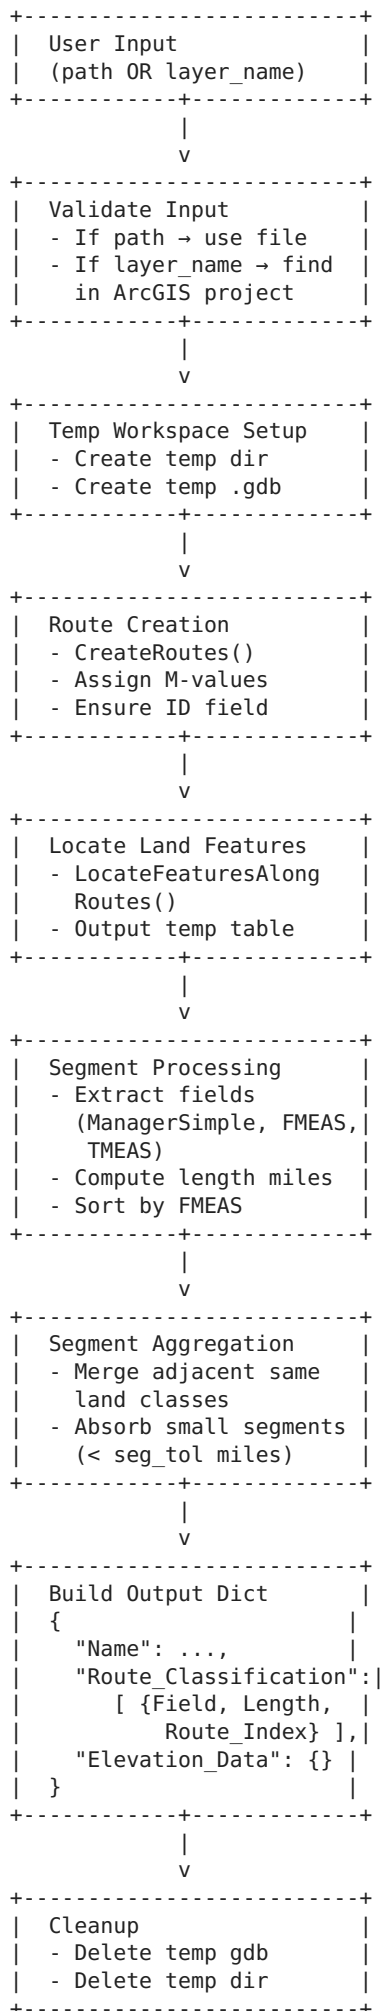 +--------------------------+
|  User Input              |
|  (path OR layer_name)    |
+------------+-------------+
             |
             v
+--------------------------+
|  Validate Input          |
|  - If path → use file    |
|  - If layer_name → find  |
|    in ArcGIS project     |
+------------+-------------+
             |
             v
+--------------------------+
|  Temp Workspace Setup    |
|  - Create temp dir       |
|  - Create temp .gdb      |
+------------+-------------+
             |
             v
+--------------------------+
|  Route Creation          |
|  - CreateRoutes()        |
|  - Assign M-values       |
|  - Ensure ID field       |
+------------+-------------+
             |
             v
+--------------------------+
|  Locate Land Features    |
|  - LocateFeaturesAlong   |
|    Routes()              |
|  - Output temp table     |
+------------+-------------+
             |
             v
+--------------------------+
|  Segment Processing      |
|  - Extract fields        |
|    (ManagerSimple, FMEAS,|
|     TMEAS)               |
|  - Compute length miles  |
|  - Sort by FMEAS         |
+------------+-------------+
             |
             v
+--------------------------+
|  Segment Aggregation     |
|  - Merge adjacent same   |
|    land classes          |
|  - Absorb small segments |
|    (< seg_tol miles)     |
+------------+-------------+
             |
             v
+--------------------------+
|  Build Output Dict      |
|  {                      |
|    "Name": ...,         |
|    "Route_Classification":|
|       [ {Field, Length,  |
|           Route_Index} ],|
|    "Elevation_Data": {} |
|  }                      |
+------------+-------------+
             |
             v
+--------------------------+
|  Cleanup                 |
|  - Delete temp gdb       |
|  - Delete temp dir       |
+--------------------------+